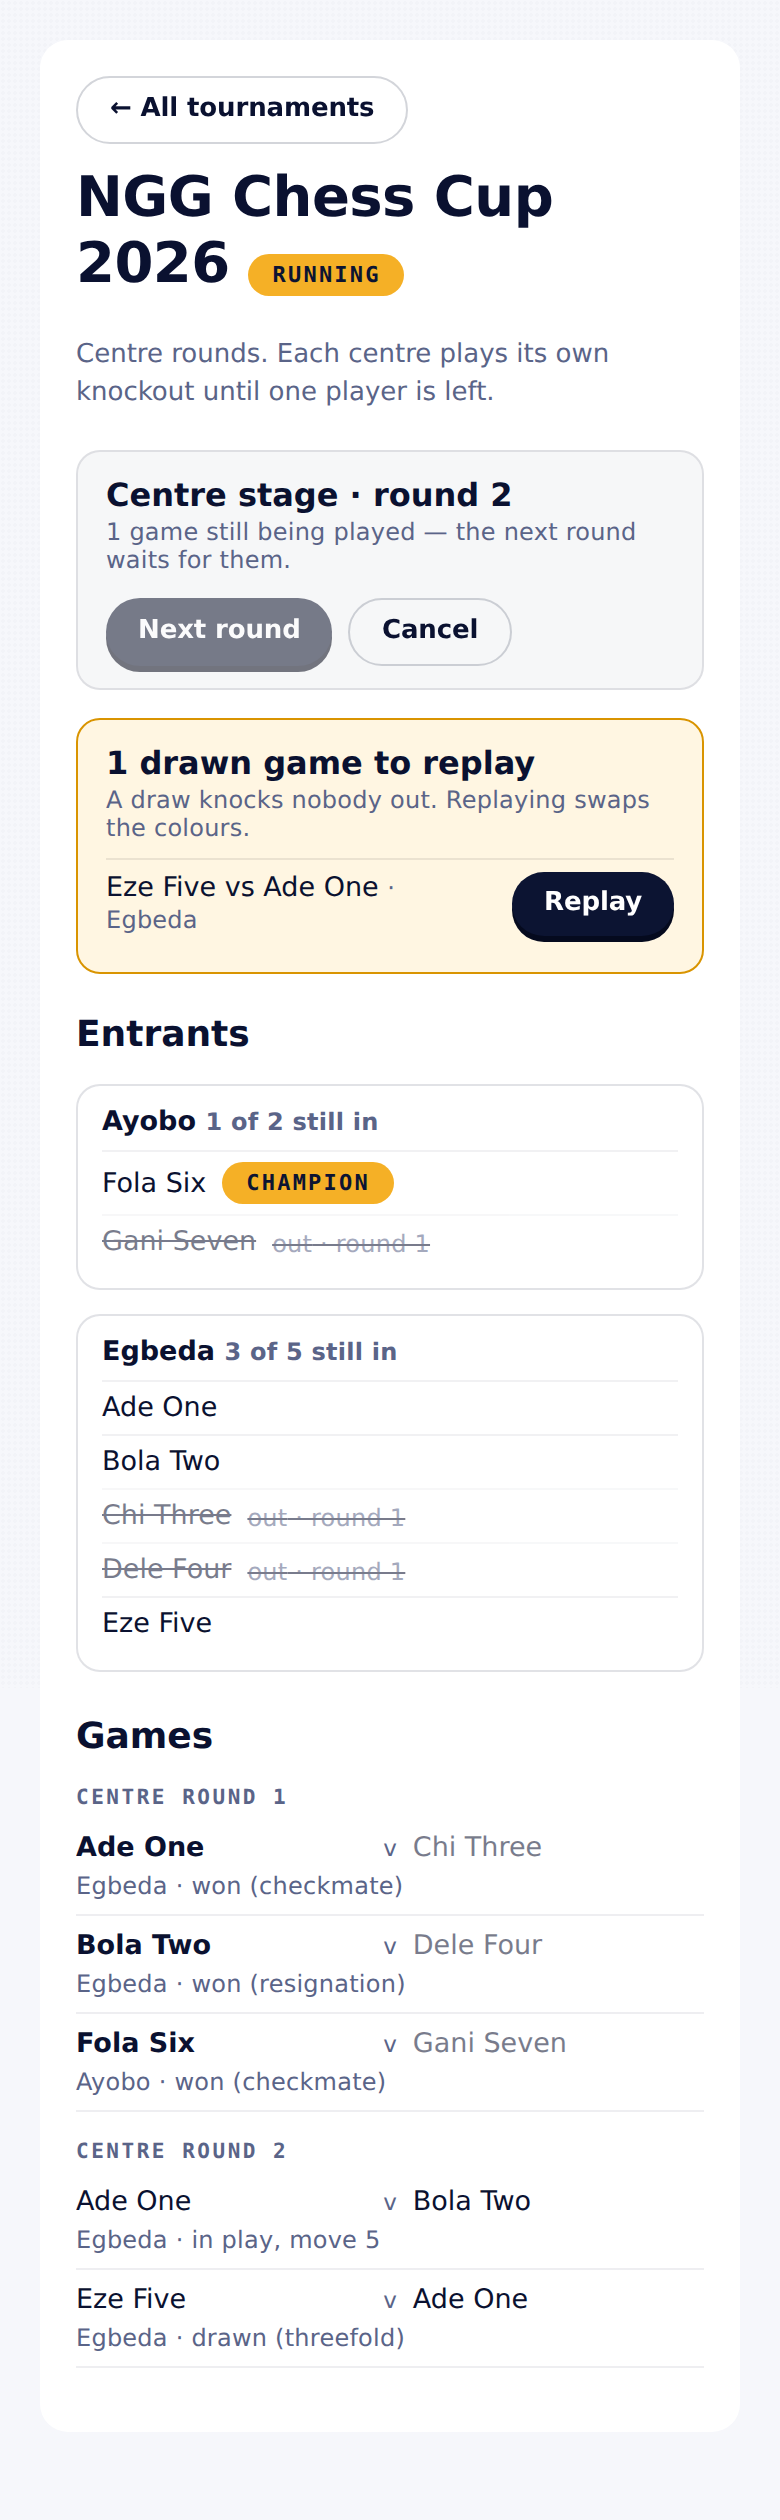 ← All tournaments
NGG Chess Cup
2026 RUNNING
Centre rounds. Each centre plays its own
knockout until one player is left.
Centre stage · round 2
1 game still being played — the next round
waits for them.
Next round Cancel
1 drawn game to replay
A draw knocks nobody out. Replaying swaps
the colours.
Eze Five vs Ade One ·
Egbeda
Replay
Entrants
Ayobo 1 of 2 still in
Fola Six CHAMPION
Gani Seven out · round 1
Egbeda 3 of 5 still in
Ade One
Bola Two
Chi Three out · round 1
Dele Four out · round 1
Eze Five
Games
CENTRE ROUND 1
Ade One v Chi Three
Egbeda · won (checkmate)
Bola Two v Dele Four
Egbeda · won (resignation)
Fola Six v Gani Seven
Ayobo · won (checkmate)
CENTRE ROUND 2
Ade One v Bola Two
Egbeda · in play, move 5
Eze Five v Ade One
Egbeda · drawn (threefold)